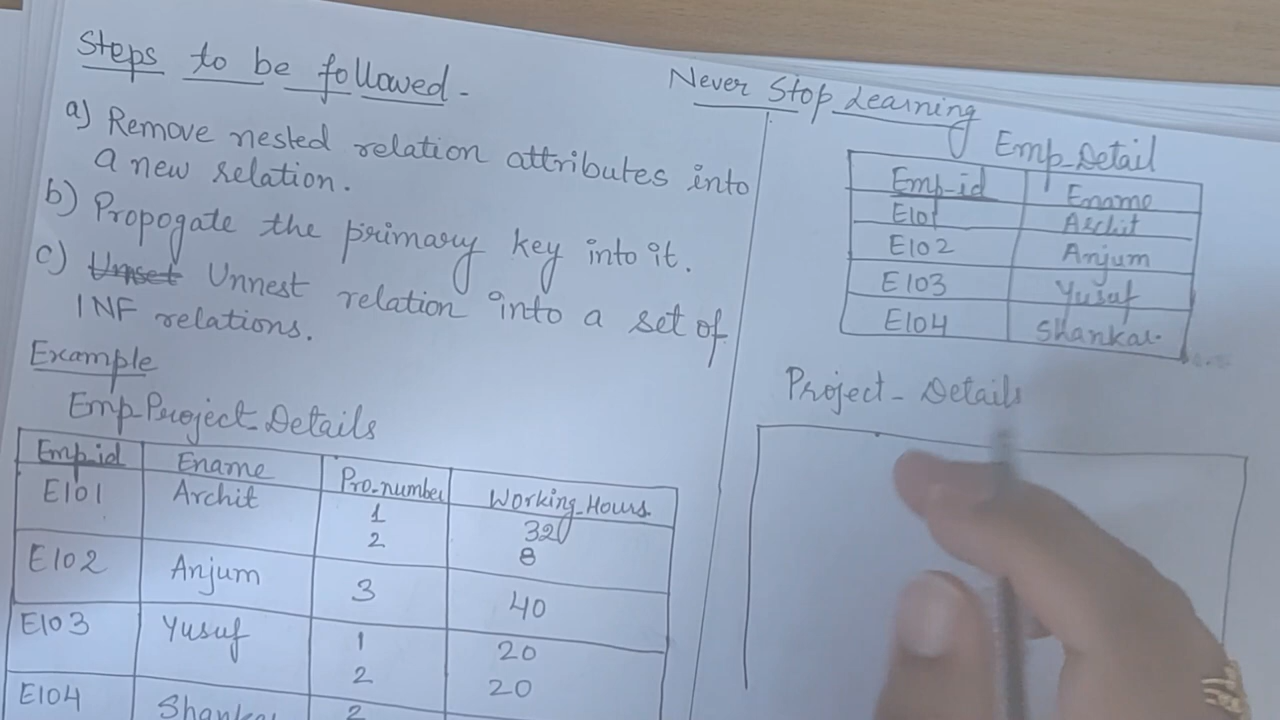 Steps to be followed-
a) Remove nested relation attributes into
a new relation.
b) Propogate the primary key into it.
c) Unnest relation into a set of
1NF relations.
Example
Emp-Project-Details
Emp-id Ename Pro-number Working-Hours
E101 Archit 1 320
2 8
E102 Anjum 3 40
E103 Yusuf 1 20
2 20
E104 Shankar 2
Never Stop Learning
Emp-Detail
Emp-id Ename
E101 Archit
E102 Anjum
E103 Yusuf
E104 Shankar
Project-Details